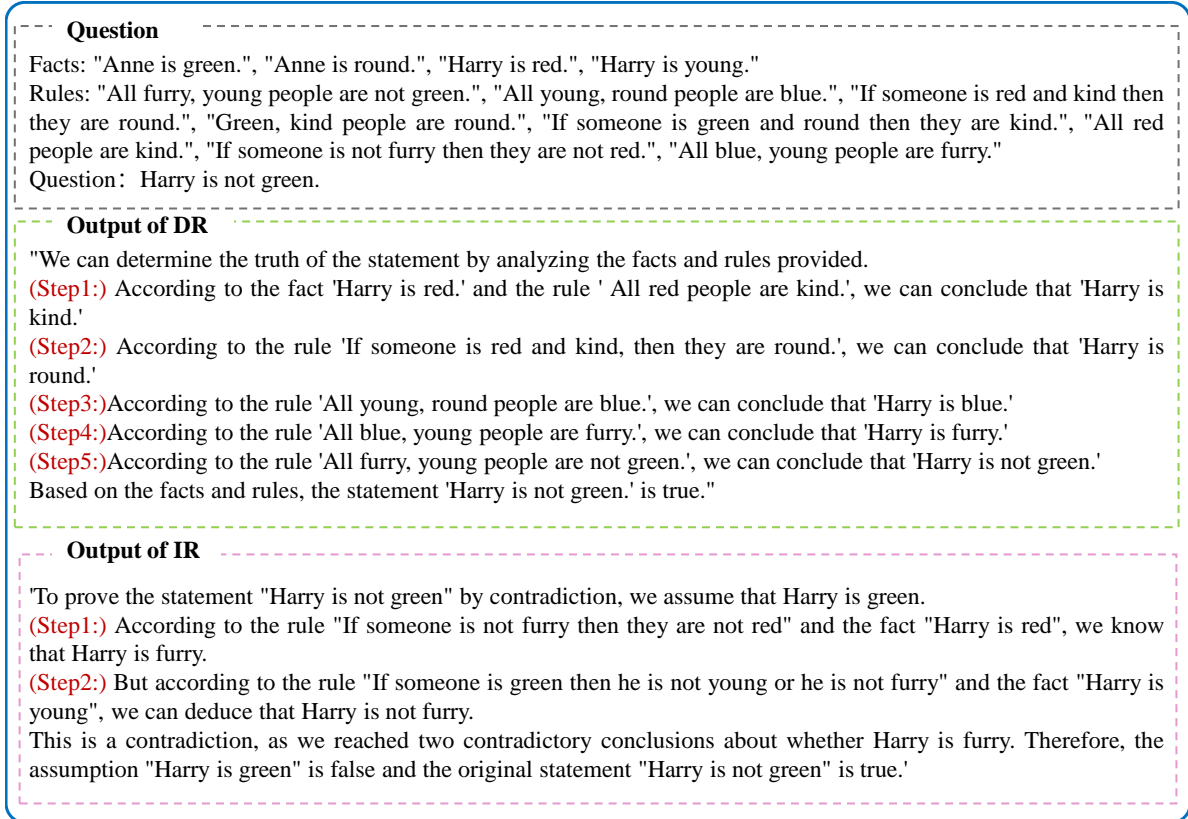 Question
Facts: "Anne is green.", "Anne is round.", "Harry is red.", "Harry is young."
Rules: "All furry, young people are not green.", "All young, round people are blue.", "If someone is red and kind then
they are round.", "Green, kind people are round.", "If someone is green and round then they are kind.", "All red
people are kind.", "If someone is not furry then they are not red.", "All blue, young people are furry."
Question：Harry is not green.
Output of DR
"We can determine the truth of the statement by analyzing the facts and rules provided.
(Step1:) According to the fact 'Harry is red.' and the rule ' All red people are kind.', we can conclude that 'Harry is
kind.'
(Step2:) According to the rule 'If someone is red and kind, then they are round.', we can conclude that 'Harry is
round.'
(Step3:)According to the rule 'All young, round people are blue.', we can conclude that 'Harry is blue.'
(Step4:)According to the rule 'All blue, young people are furry.', we can conclude that 'Harry is furry.'
(Step5:)According to the rule 'All furry, young people are not green.', we can conclude that 'Harry is not green.'
Based on the facts and rules, the statement 'Harry is not green.' is true."
Output of IR
'To prove the statement "Harry is not green" by contradiction, we assume that Harry is green.
(Step1:) According to the rule "If someone is not furry then they are not red" and the fact "Harry is red", we know
that Harry is furry.
(Step2:) But according to the rule "If someone is green then he is not young or he is not furry" and the fact "Harry is
young", we can deduce that Harry is not furry.
This is a contradiction, as we reached two contradictory conclusions about whether Harry is furry. Therefore, the
assumption "Harry is green" is false and the original statement "Harry is not green" is true.'